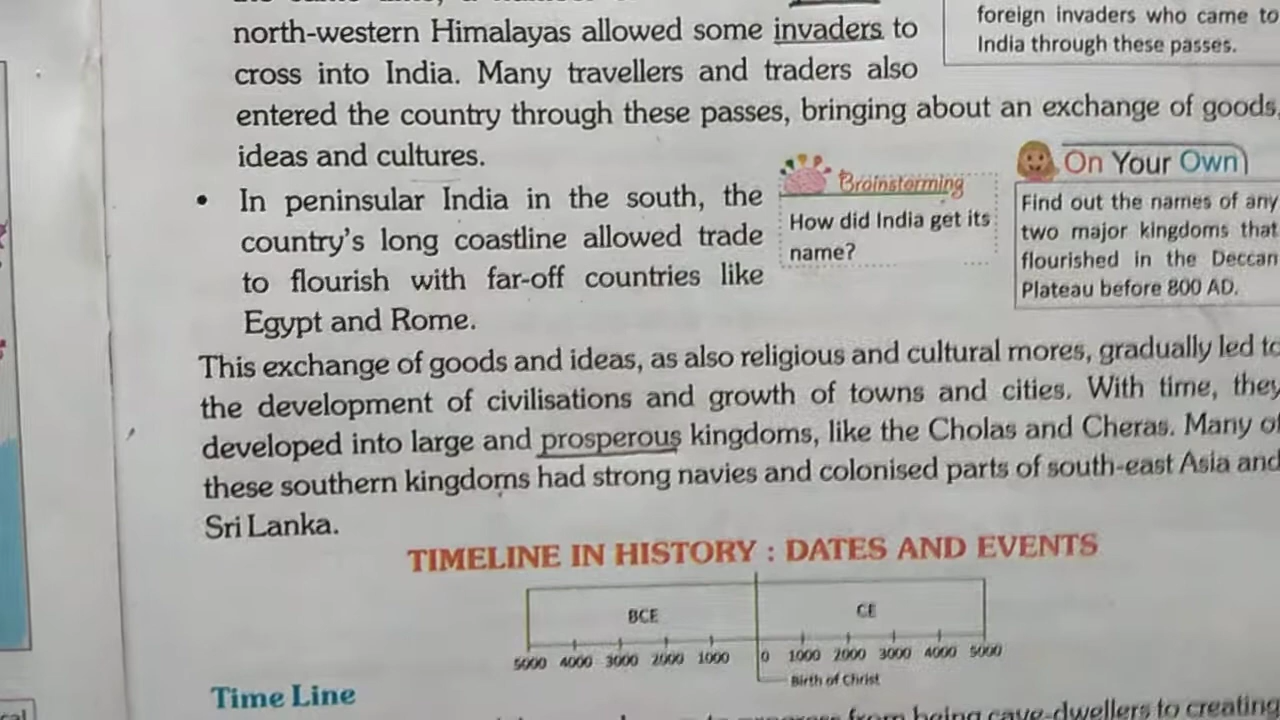 north-western Himalayas allowed some invaders to
cross into India. Many travellers and traders also
entered the country through these passes, bringing about an exchange of goods,
ideas and cultures.
foreign invaders who came to
India through these passes.
• In peninsular India in the south, the
country's long coastline allowed trade
to flourish with far-off countries like
Egypt and Rome.
Brainstorming
How did India get its
name?
On Your Own
Find out the names of any
two major kingdoms that
flourished in the Deccan
Plateau before 800 AD.
This exchange of goods and ideas, as also religious and cultural mores, gradually led to
the development of civilisations and growth of towns and cities. With time, they
developed into large and prosperous kingdoms, like the Cholas and Cheras. Many of
these southern kingdoms had strong navies and colonised parts of south-east Asia and
Sri Lanka.
TIMELINE IN HISTORY : DATES AND EVENTS
BCE CE
5000 4000 3000 2000 1000 0 1000 2000 3000 4000 5000
Birth of Christ
Time Line
from being cave-dwellers to creating